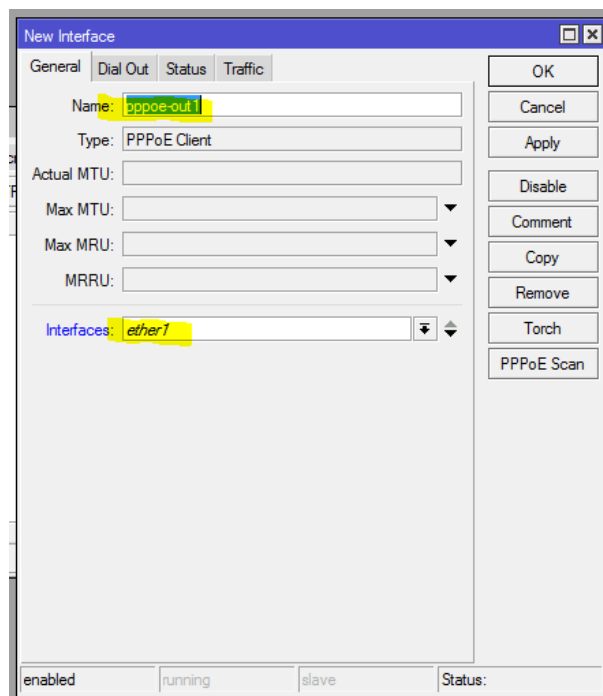 New Interface
General Dial Out Status Traffic
OK
Name: pppoe-out1
Cancel
Type: PPPoE Client
Apply
Actual MTU:
Disable
Max MTU:
Comment
Max MRU:
Copy
MRRU:
Remove
Interfaces: ether1
Torch
PPPoE Scan
enabled running slave Status: